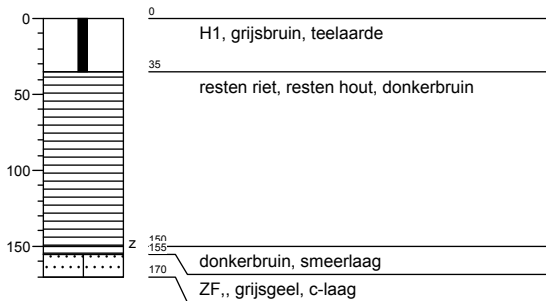 0
0
H1, grijsbruin, teelaarde
35
resten riet, resten hout, donkerbruin
50
100
150
z
150
155
donkerbruin, smeerlaag
170
ZF,, grijsgeel, c-laag